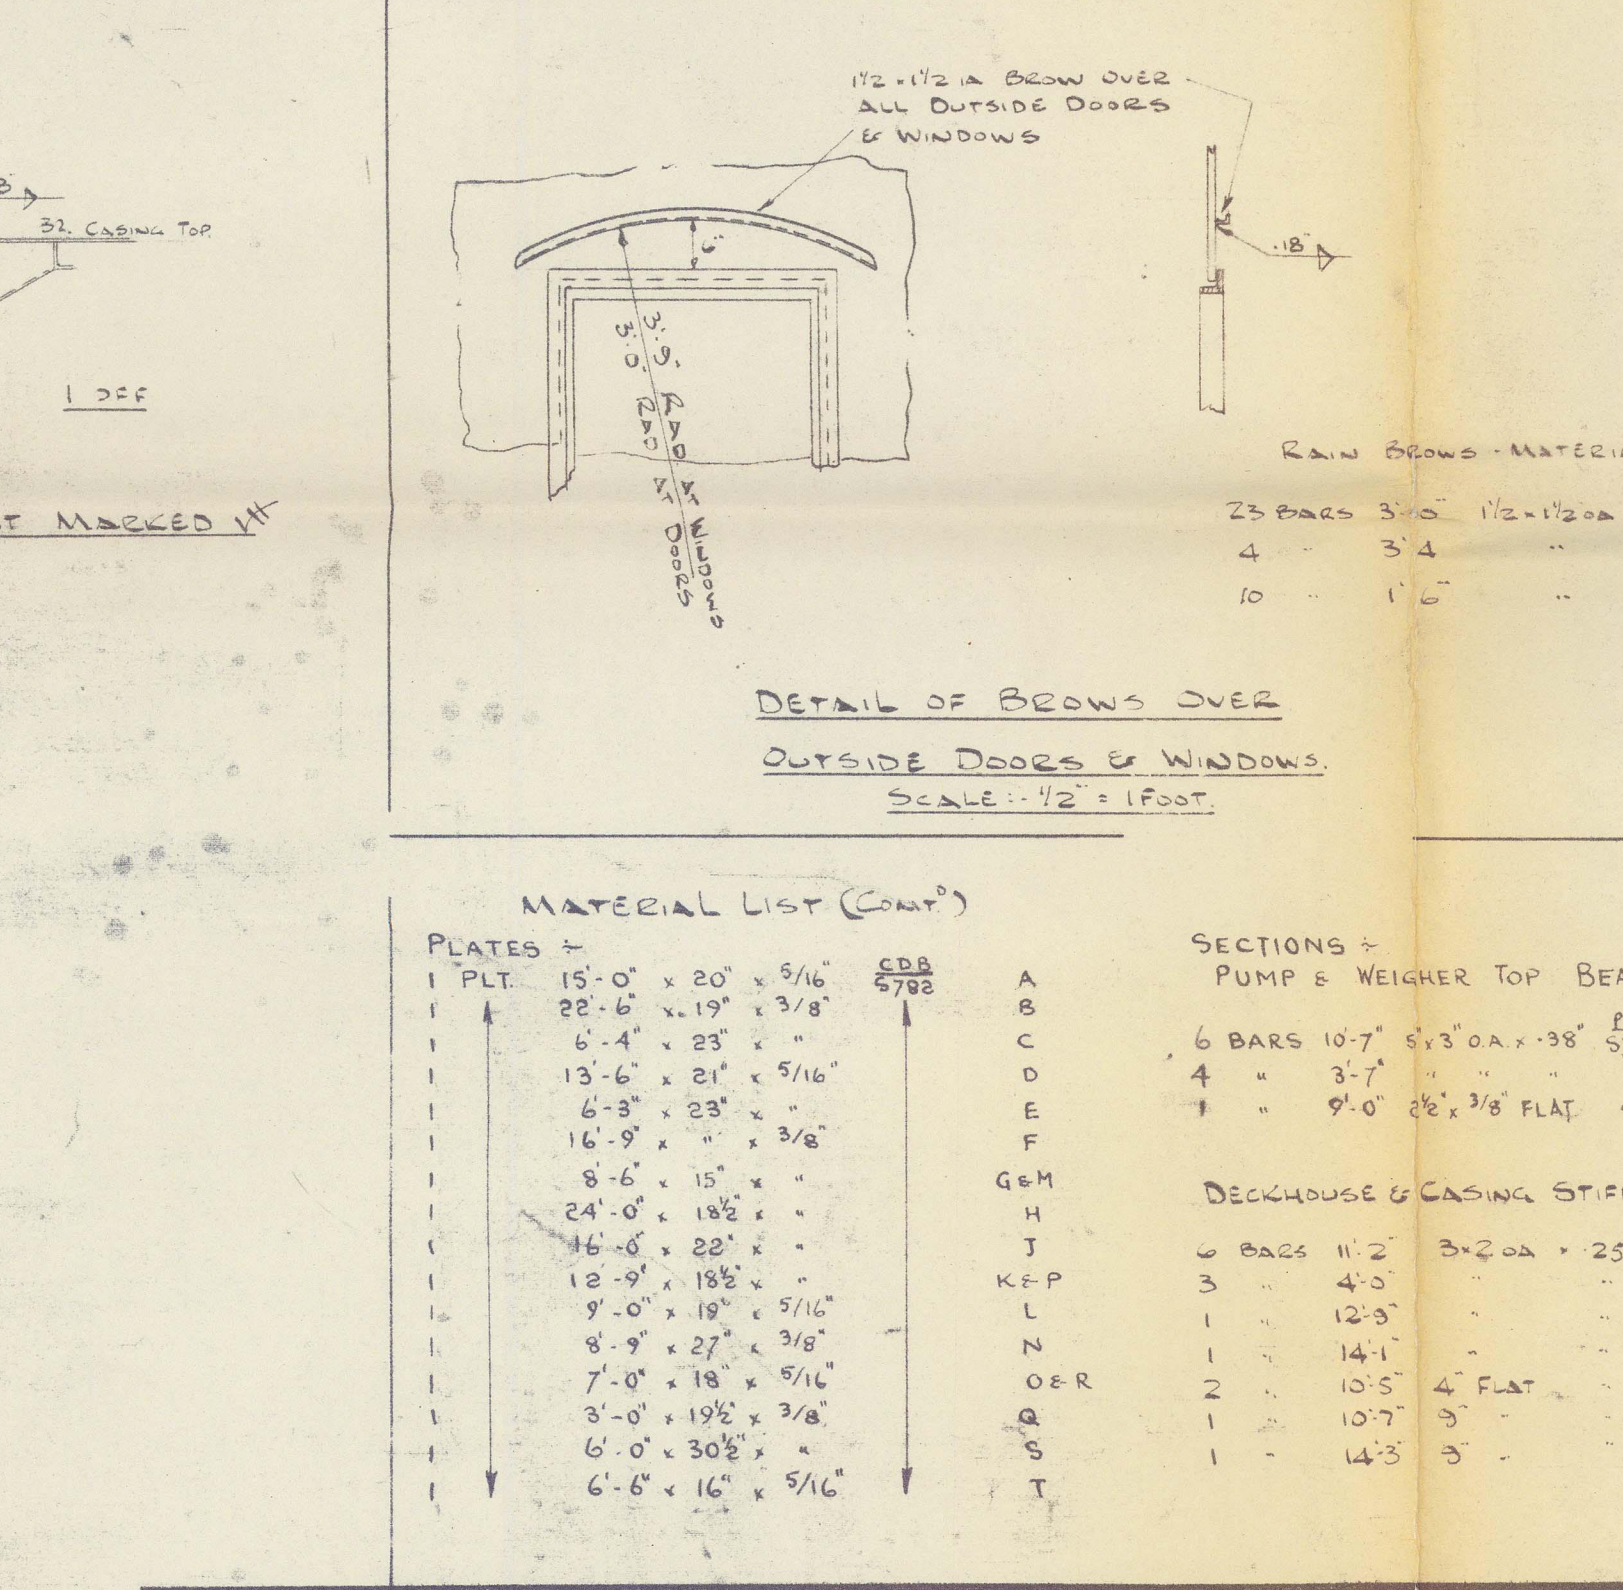 1½ × 1½ OA BROW OVER
ALL OUTSIDE DOORS
& WINDOWS
32. CASING TOP.
1 OFF
MARKED
6"
3'.9" RAD AT WINDOWS
3'.0" RAD AT DOORS
.18"
RAIN BROWS - MATERI
23 BARS 3'-0" 1½ × 1½ OA
4 " 3' 4 "
10 " 1' 6" "
DETAIL OF BROWS OVER
OUTSIDE DOORS & WINDOWS.
SCALE :- ½" = 1 FOOT.
MATERIAL LIST (CONTD)
PLATES ÷
1 PLT. 15'-0" × 20" × 5/16" CDB 5782 A
1 22'-6" × 19" × 3/8" B
1 6'-4" × 23" × " C
1 13'-6" × 21" × 5/16" D
1 6'-3" × 23" × " E
1 16'-9" × " × 3/8" F
1 8'-6" × 15" × " G&M
1 24'-0" × 18½" × " H
1 16'-0" × 22" × " J
1 12'-9" × 18½" × " K&P
1 9'-0" × 19" × 5/16" L
1 8'-9" × 27" × 3/8" N
1 7'-0" × 18" × 5/16" O&R
1 3'-0" × 19½" × 3/8" Q
1 6'-0" × 30½" × " S
1 6'-6" × 16" × 5/16" T
SECTIONS ÷
PUMP & WEIGHER TOP BEA
6 BARS 10'-7" 5" × 3" O.A. × .38"
4 " 3'-7" " " "
1 " 9'-0" 2½" × 3/8" FLAT
DECKHOUSE & CASING STIF
6 BARS 11'-2" 3×2 OA × .25
3 " 4'-0" " "
1 " 12'-9" " "
1 " 14'-1" " "
2 " 10'-5" 4" FLAT "
1 " 10'-7" 9" " "
1 " 14'-3" 9" " "